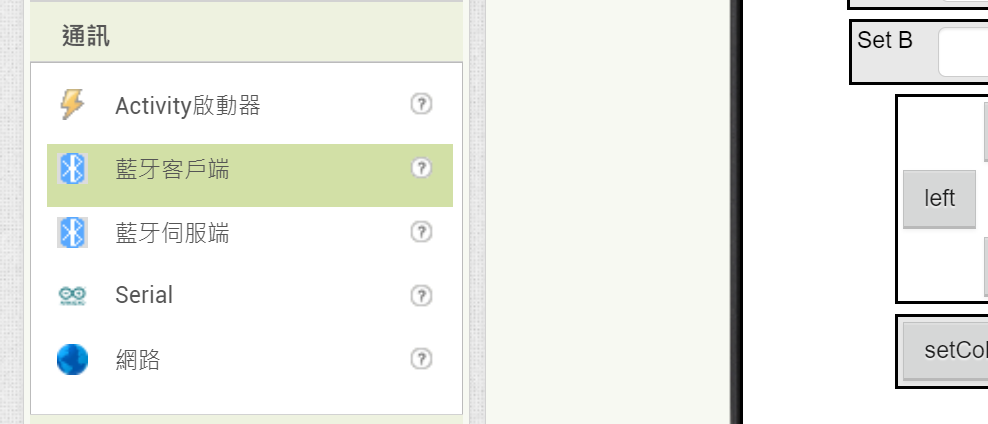 通訊
Activity啟動器
藍牙客戶端
藍牙伺服端
Serial
網路
Set B
left
setCol